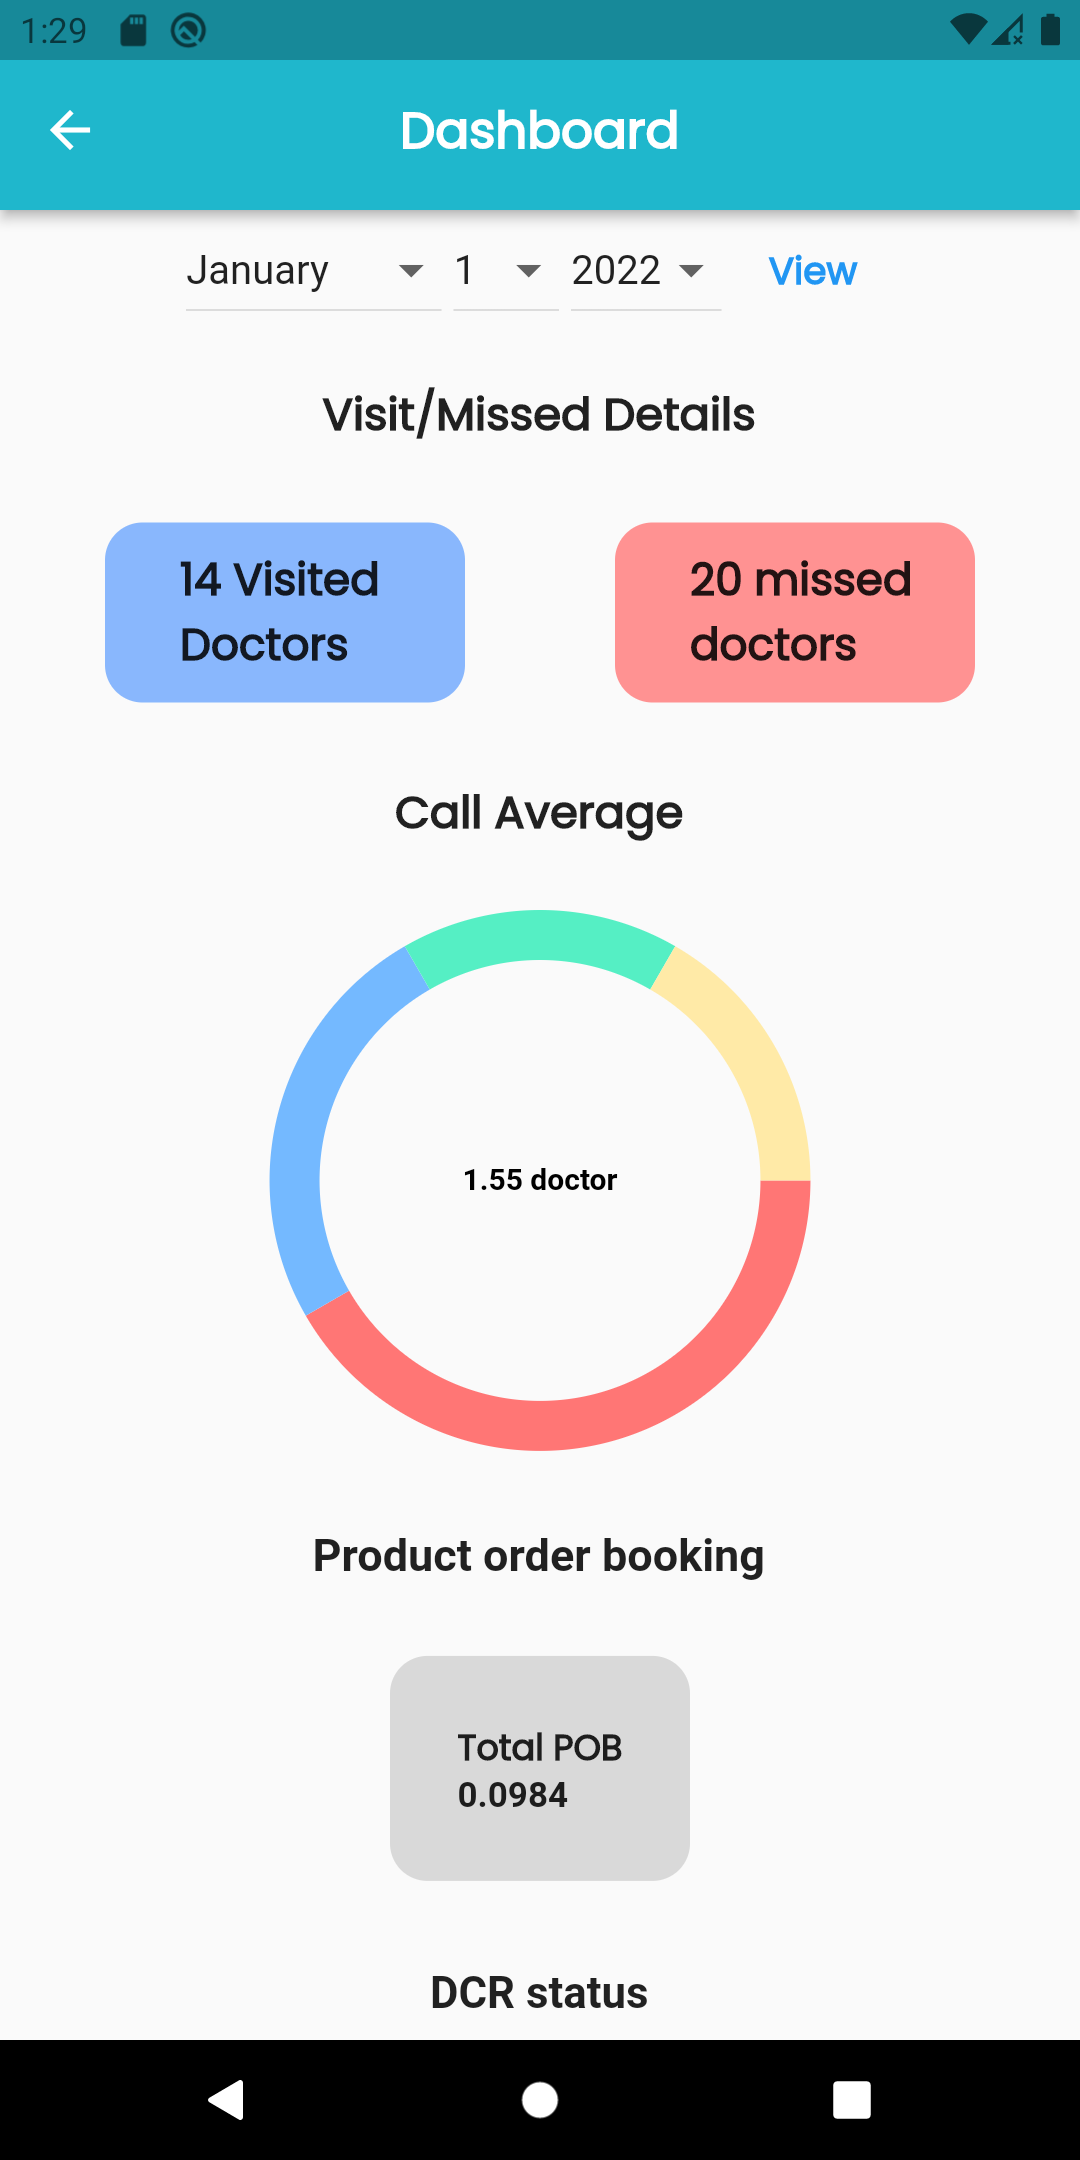 1:29
Dashboard
January 1 2022 View
Visit/Missed Details
14 Visited
Doctors
20 missed
doctors
Call Average
1.55 doctor
Product order booking
Total POB
0.0984
DCR status